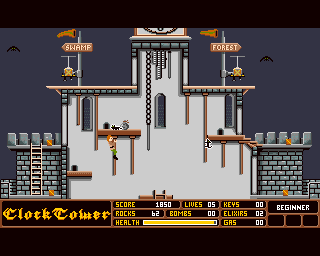 SWAMP FOREST
ClockTower
SCORE 1850 LIVES 05 KEYS 00
ROCKS 62 BOMBS 00 ELIXIRS 02
HEALTH GAS 00
BEGINNER